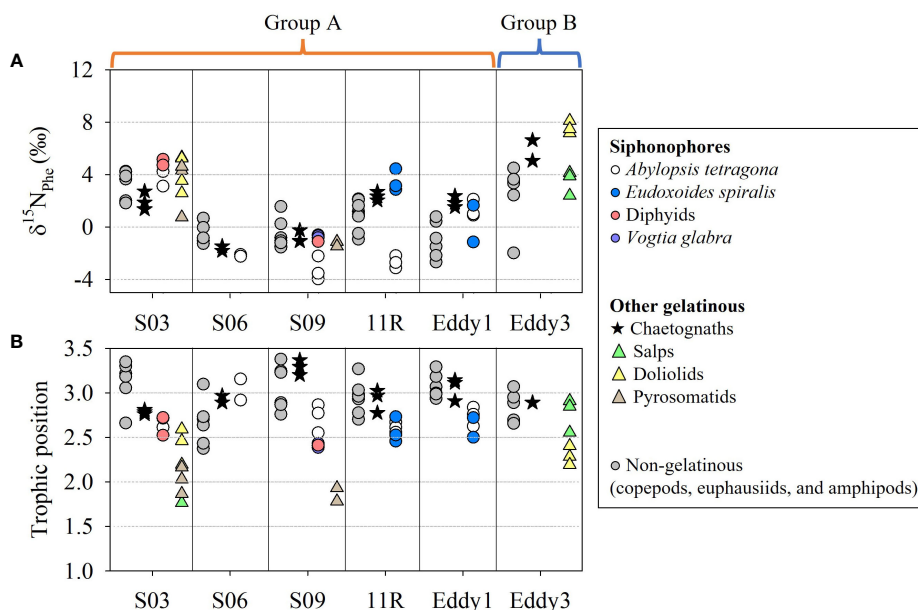 Group A
Group B
A
12
8
4
0
-4
δ¹⁵N_Phe (‰)
S03 S06 S09 11R Eddy1 Eddy3
B
3.5
3.0
2.5
2.0
1.5
1.0
Trophic position
S03 S06 S09 11R Eddy1 Eddy3
Siphonophores
Abylopsis tetragona
Eudoxoides spiralis
Diphyids
Vogtia glabra
Other gelatinous
Chaetognaths
Salps
Doliolids
Pyrosomatids
Non-gelatinous
(copepods, euphausiids, and amphipods)